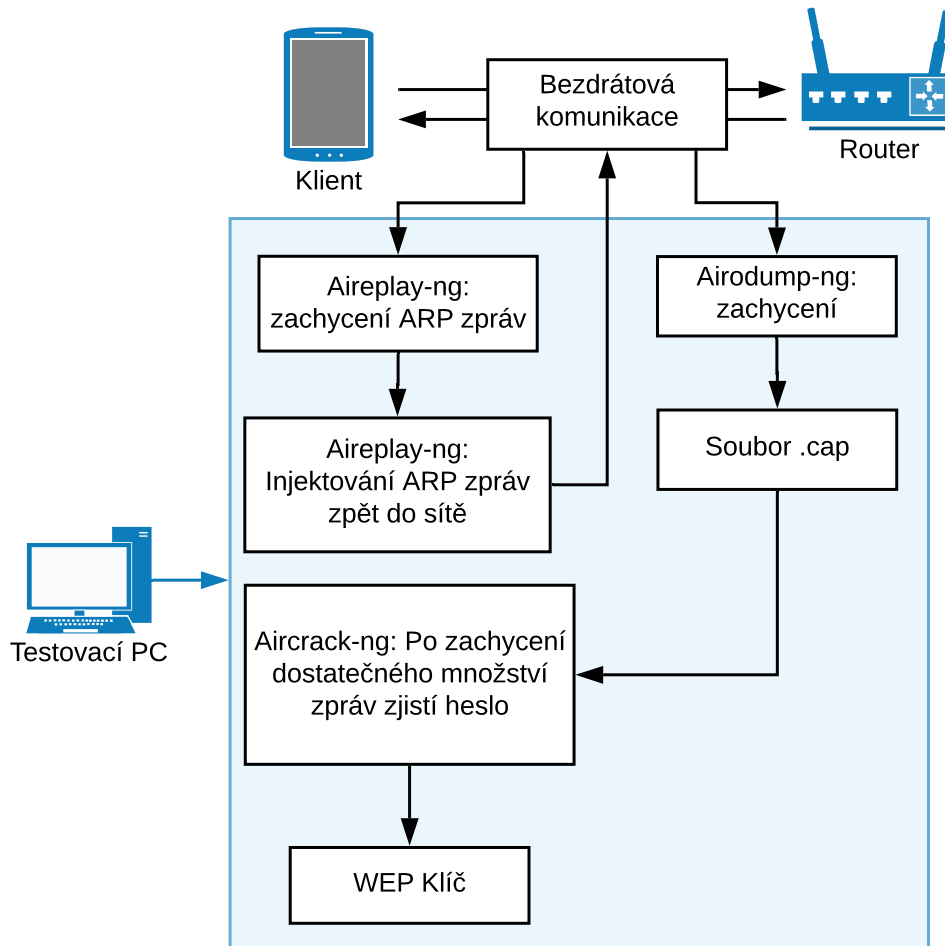 Bezdrátová
komunikace
Klient
Router
Aireplay-ng:
zachycení ARP zpráv
Airodump-ng:
zachycení
Aireplay-ng:
Injektování ARP zpráv
zpět do sítě
Soubor .cap
Testovací PC
Aircrack-ng: Po zachycení
dostatečného množství
zpráv zjistí heslo
WEP Klíč